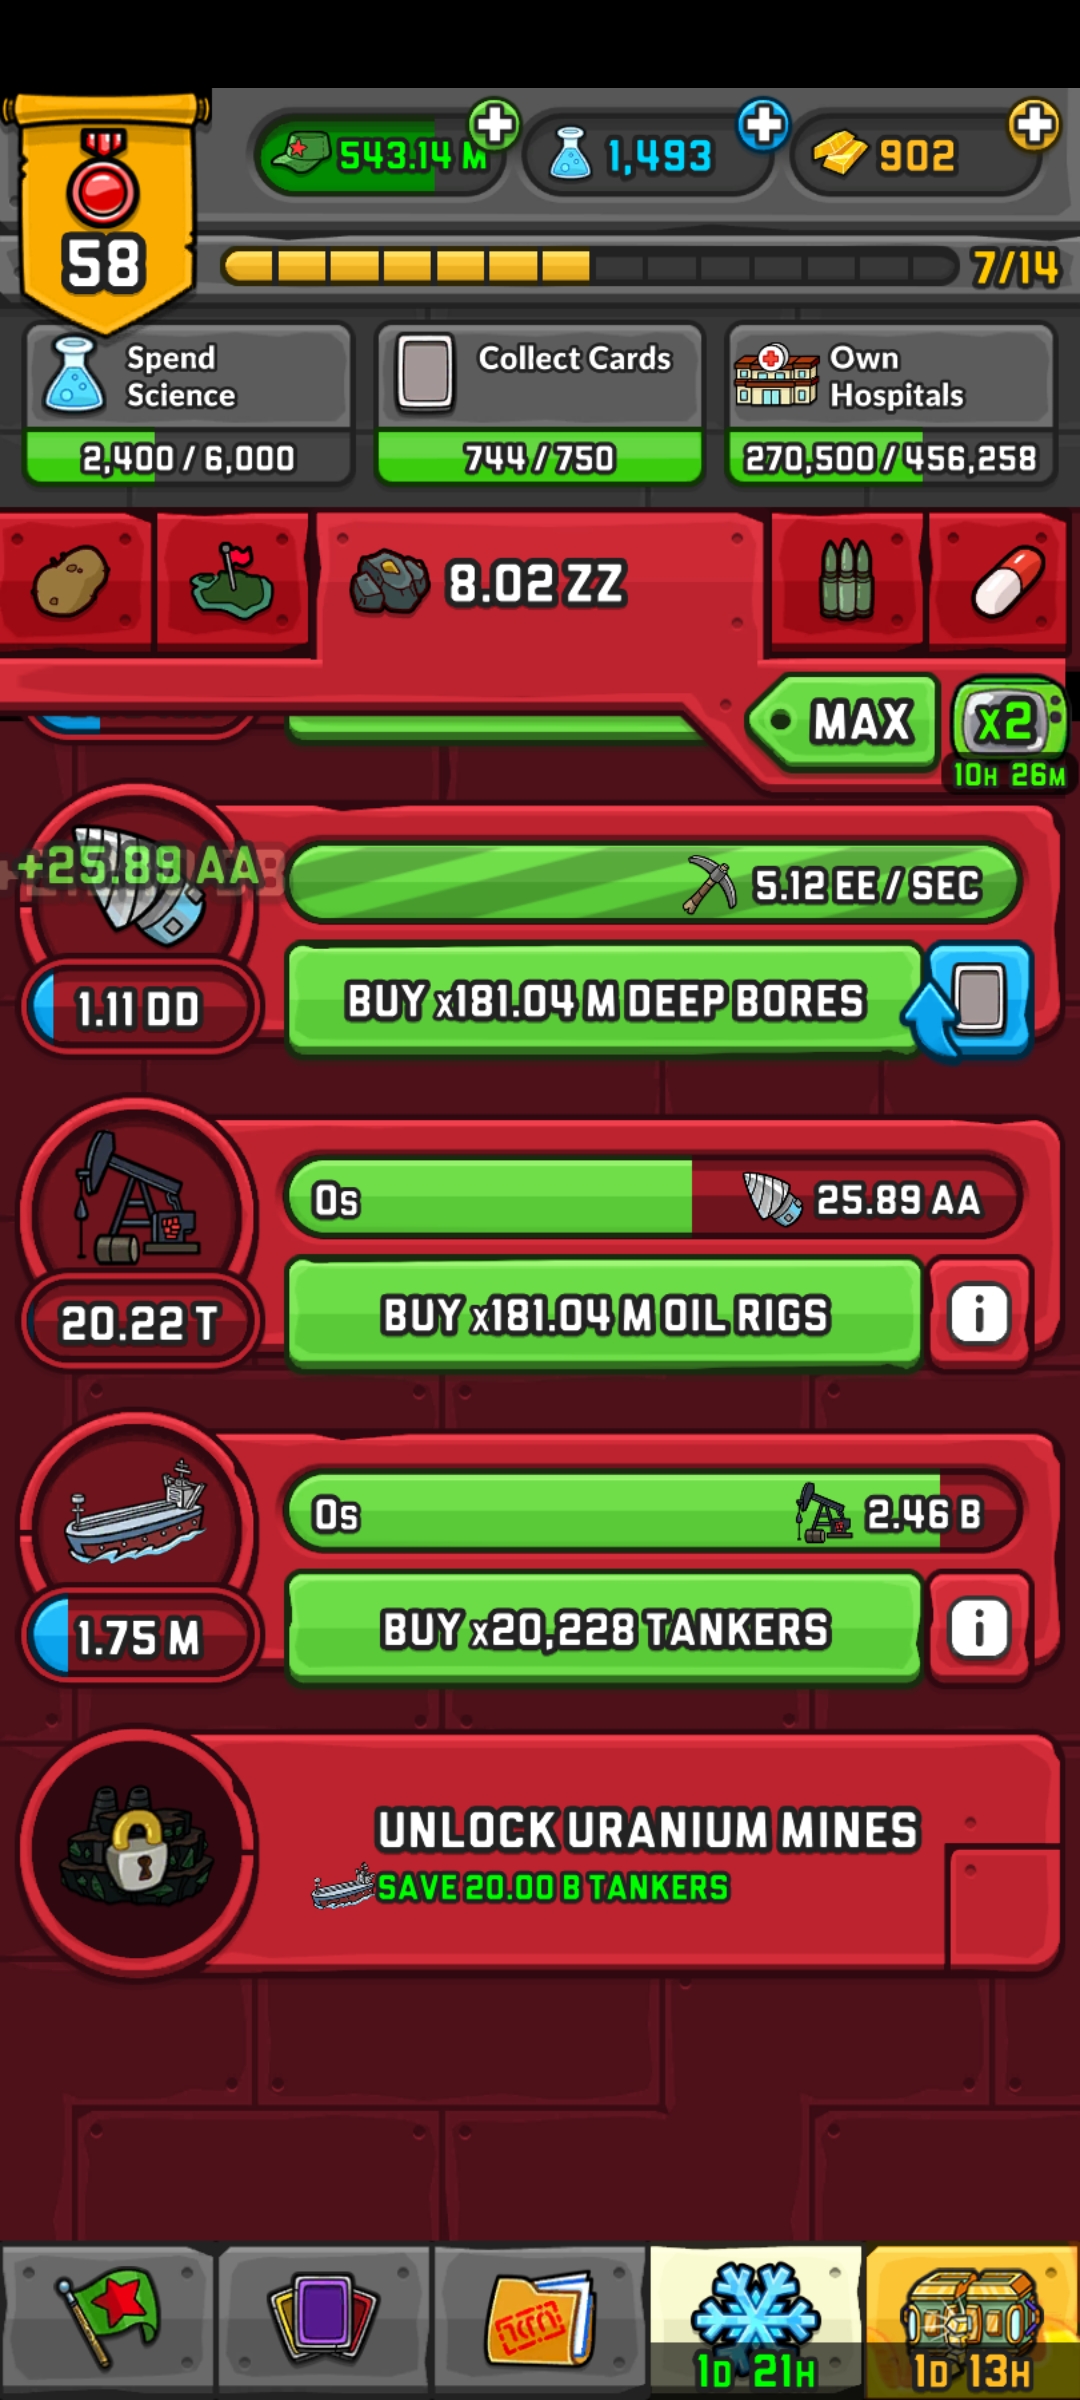 543.14 M
1,493
902
58
7/14
Spend
Science
2,400 / 6,000
Collect Cards
744 / 750
Own
Hospitals
270,500 / 456,258
8.02 ZZ
MAX
x2
10H 26M
+25.89 AA
5.12 EE / SEC
1.11 DD
BUY x181.04 M DEEP BORES
0s
25.89 AA
20.22 T
BUY x181.04 M OIL RIGS
i
0s
2.46 B
1.75 M
BUY x20,228 TANKERS
i
UNLOCK URANIUM MINES
SAVE 20.00 B TANKERS
1D 21H
1D 13H